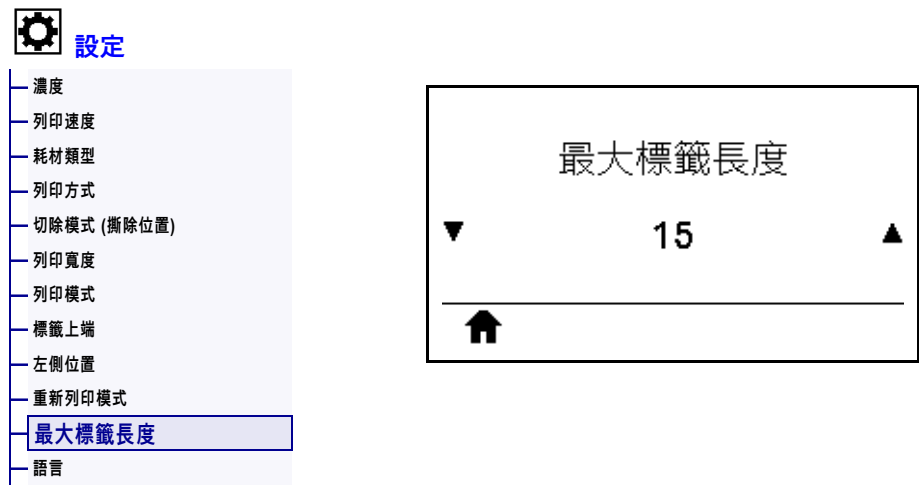 設定
濃度
列印速度
耗材類型
列印方式
切除模式 (撕除位置)
列印寬度
列印模式
標籤上端
左側位置
重新列印模式
最大標籤長度
語言
最大標籤長度
15